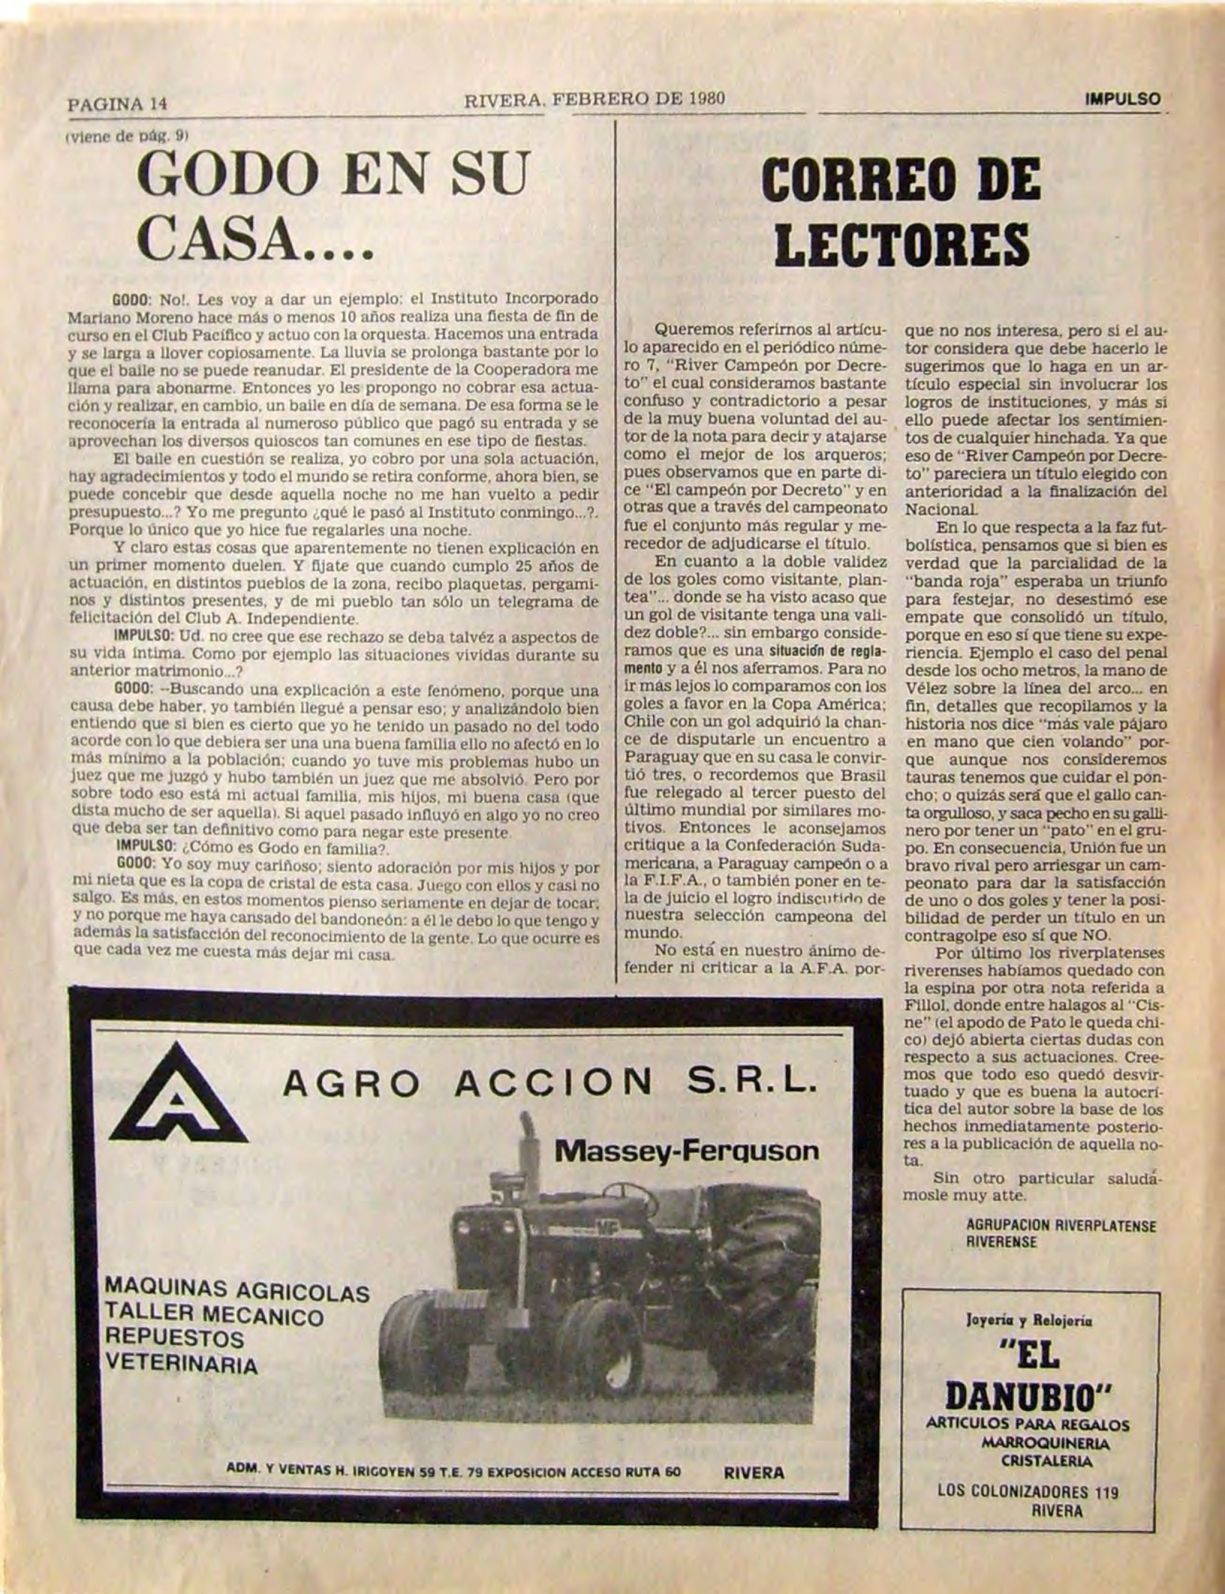 PAGINA 14
RIVERA, FEBRERO DE 1980
IMPULSO
(viene de pág. 9)
GODO EN SU
CASA....
GODO: No!. Les voy a dar un ejemplo: el Instituto Incorporado
Mariano Moreno hace más o menos 10 años realiza una fiesta de fin de
curso en el Club Pacífico y actuo con la orquesta. Hacemos una entrada
y se larga a llover copiosamente. La lluvia se prolonga bastante por lo
que el baile no se puede reanudar. El presidente de la Cooperadora me
llama para abonarme. Entonces yo les propongo no cobrar esa actua-
ción y realizar, en cambio, un baile en día de semana. De esa forma se le
reconocería la entrada al numeroso público que pagó su entrada y se
aprovechan los diversos quioscos tan comunes en ese tipo de fiestas.
El baile en cuestión se realiza, yo cobro por una sola actuación,
hay agradecimientos y todo el mundo se retira conforme, ahora bien, se
puede concebir que desde aquella noche no me han vuelto a pedir
presupuesto...? Yo me pregunto ¿qué le pasó al Instituto conmingo...?.
Porque lo único que yo hice fue regalarles una noche.
Y claro estas cosas que aparentemente no tienen explicación en
un primer momento duelen. Y fijate que cuando cumplo 25 años de
actuación, en distintos pueblos de la zona, recibo plaquetas, pergami-
nos y distintos presentes, y de mi pueblo tan sólo un telegrama de
felicitación del Club A. Independiente.
IMPULSO: Ud. no cree que ese rechazo se deba talvéz a aspectos de
su vida íntima. Como por ejemplo las situaciones vividas durante su
anterior matrimonio...?
GODO: --Buscando una explicación a este fenómeno, porque una
causa debe haber, yo también llegué a pensar eso; y analizándolo bien
entiendo que si bien es cierto que yo he tenido un pasado no del todo
acorde con lo que debiera ser una una buena familia ello no afectó en lo
más mínimo a la población; cuando yo tuve mis problemas hubo un
juez que me juzgó y hubo también un juez que me absolvió. Pero por
sobre todo eso está mi actual familia, mis hijos, mi buena casa (que
dista mucho de ser aquella). Si aquel pasado influyó en algo yo no creo
que deba ser tan definitivo como para negar este presente.
IMPULSO: ¿Cómo es Godo en familia?.
GODO: Yo soy muy cariñoso; siento adoración por mis hijos y por
mi nieta que es la copa de cristal de esta casa. Juego con ellos y casi no
salgo. Es más, en estos momentos pienso seriamente en dejar de tocar;
y no porque me haya cansado del bandoneón: a él le debo lo que tengo y
además la satisfacción del reconocimiento de la gente. Lo que ocurre es
que cada vez me cuesta más dejar mi casa.
CORREO DE
LECTORES
Queremos referirnos al artícu-
lo aparecido en el periódico núme-
ro 7, "River Campeón por Decre-
to" el cual consideramos bastante
confuso y contradictorio a pesar
de la muy buena voluntad del au-
tor de la nota para decir y atajarse
como el mejor de los arqueros;
pues observamos que en parte di-
ce "El campeón por Decreto" y en
otras que a través del campeonato
fue el conjunto más regular y me-
recedor de adjudicarse el título.
En cuanto a la doble validez
de los goles como visitante, plan-
tea"... donde se ha visto acaso que
un gol de visitante tenga una vali-
dez doble?... sin embargo conside-
ramos que es una situación de regla-
mento y a él nos aferramos. Para no
ir más lejos lo comparamos con los
goles a favor en la Copa América;
Chile con un gol adquirió la chan-
ce de disputarle un encuentro a
Paraguay que en su casa le convir-
tió tres, o recordemos que Brasil
fue relegado al tercer puesto del
último mundial por similares mo-
tivos. Entonces le aconsejamos
critique a la Confederación Suda-
mericana, a Paraguay campeón o a
la F.I.F.A., o también poner en te-
la de juicio el logro indiscutido de
nuestra selección campeona del
mundo.
No está en nuestro ánimo de-
fender ni criticar a la A.F.A. por-
que no nos interesa, pero si el au-
tor considera que debe hacerlo le
sugerimos que lo haga en un ar-
tículo especial sin involucrar los
logros de instituciones, y más si
ello puede afectar los sentimien-
tos de cualquier hinchada. Ya que
eso de "River Campeón por Decre-
to" pareciera un título elegido con
anterioridad a la finalización del
Nacional.
En lo que respecta a la faz fut-
bolística, pensamos que si bien es
verdad que la parcialidad de la
"banda roja" esperaba un triunfo
para festejar, no desestimó ese
empate que consolidó un título,
porque en eso sí que tiene su expe-
riencia. Ejemplo el caso del penal
desde los ocho metros, la mano de
Vélez sobre la línea del arco... en
fin, detalles que recopilamos y la
historia nos dice "más vale pájaro
en mano que cien volando" por-
que aunque nos consideremos
tauras tenemos que cuidar el pon-
cho; o quizás será que el gallo can-
ta orgulloso, y saca pecho en su galli-
nero por tener un "pato" en el gru-
po. En consecuencia, Unión fue un
bravo rival pero arriesgar un cam-
peonato para dar la satisfacción
de uno o dos goles y tener la posi-
bilidad de perder un título en un
contragolpe eso sí que NO.
Por último los riverplatenses
riverenses habíamos quedado con
la espina por otra nota referida a
Fillol, donde entre halagos al "Cis-
ne" (el apodo de Pato le queda chi-
co) dejó abierta ciertas dudas con
respecto a sus actuaciones. Cree-
mos que todo eso quedó desvir-
tuado y que es buena la autocrí-
tica del autor sobre la base de los
hechos inmediatamente posterio-
res a la publicación de aquella no-
ta.
Sin otro particular saludá-
mosle muy atte.
AGRUPACION RIVERPLATENSE
RIVERENSE
AGRO ACCION S.R.L.
Massey-Ferguson
MF
MAQUINAS AGRICOLAS
TALLER MECANICO
REPUESTOS
VETERINARIA
ADM. Y VENTAS H. IRIGOYEN 59 T.E. 79 EXPOSICION ACCESO RUTA 60 RIVERA
Joyería y Relojería
"EL
DANUBIO"
ARTICULOS PARA REGALOS
MARROQUINERIA
CRISTALERIA
LOS COLONIZADORES 119
RIVERA